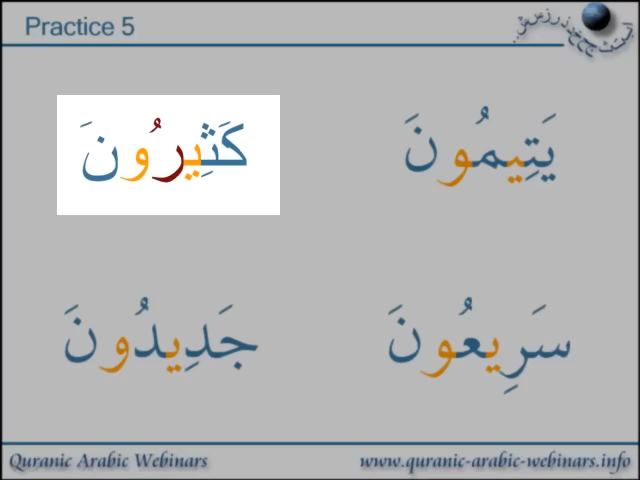 Practice 5
يَتِيمُونَ كَثِيرُونَ
سَرِيعُونَ جَدِيدُونَ
Quranic Arabic Webinars www.quranic-arabic-webinars.info